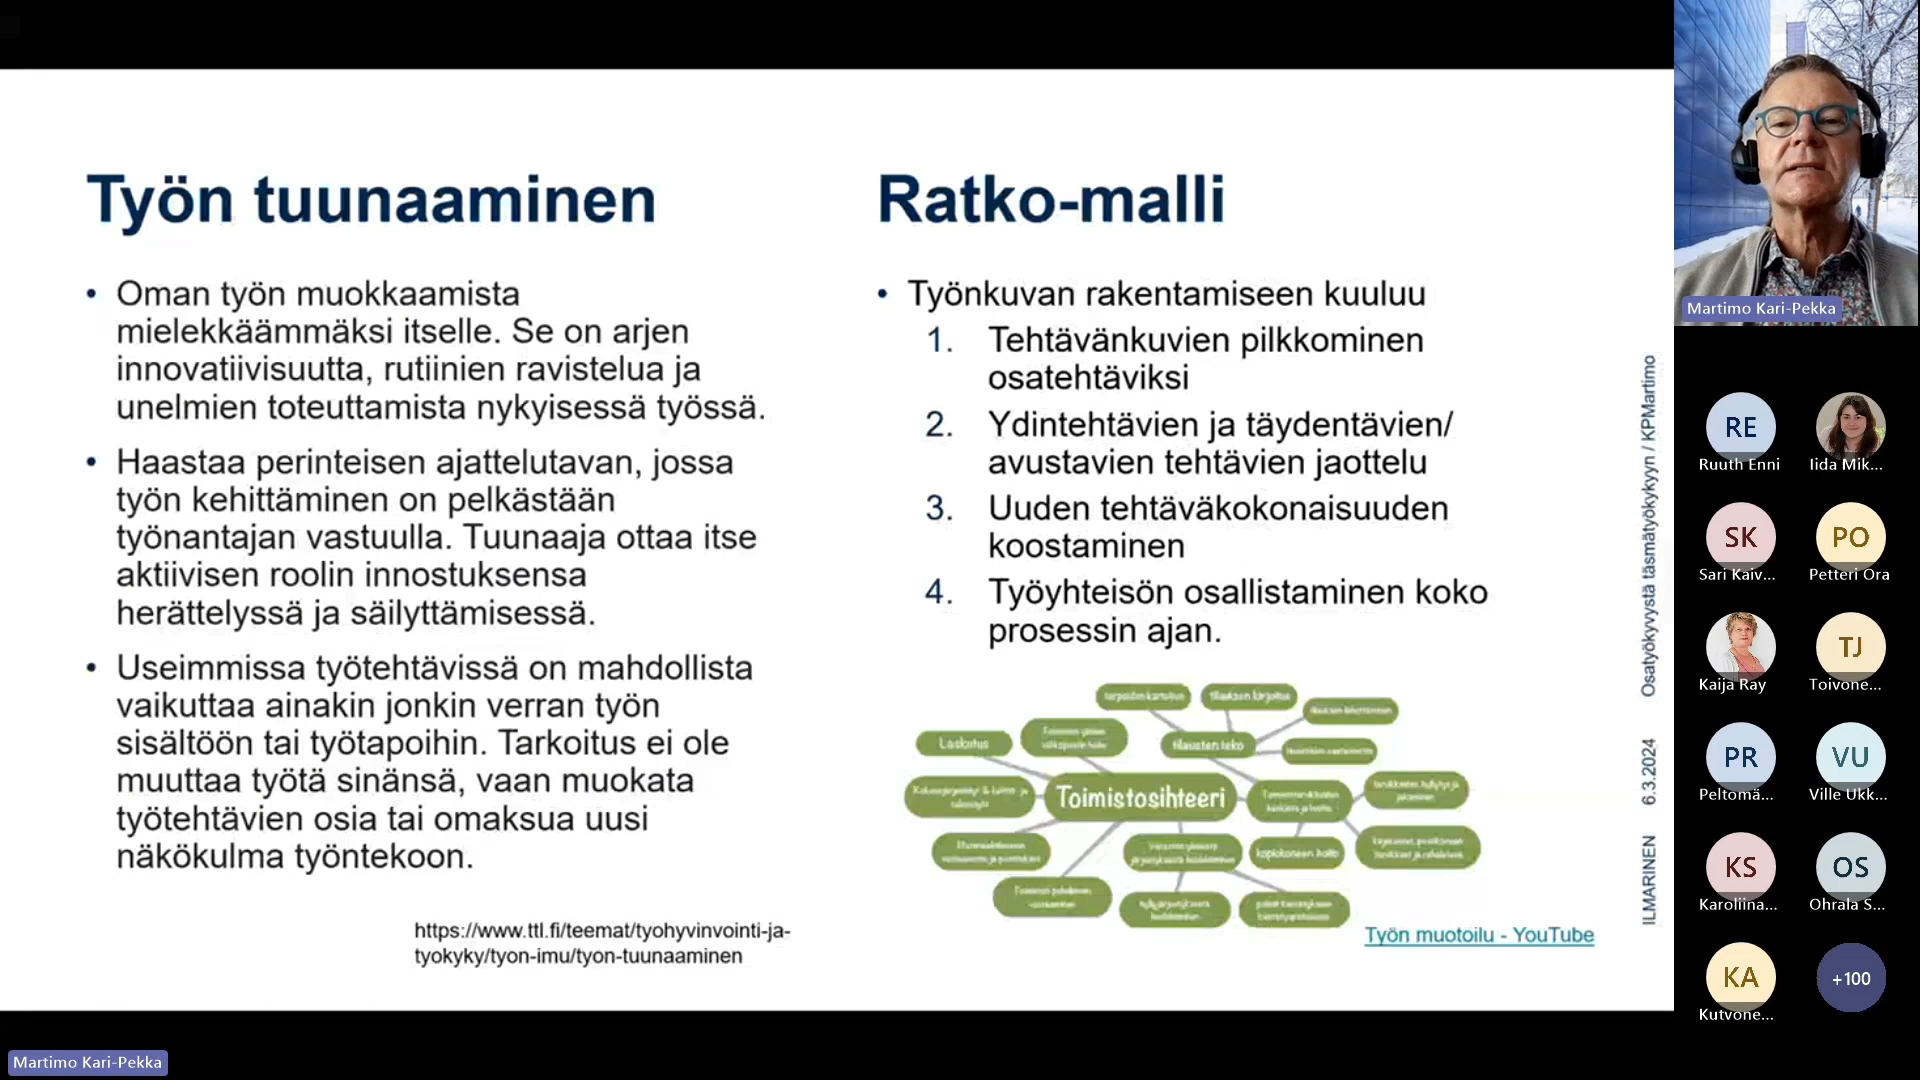 Työn tuunaaminen
• Oman työn muokkaamista
mielekkäämmäksi itselle. Se on arjen
innovatiivisuutta, rutiinien ravistelua ja
unelmien toteuttamista nykyisessä työssä.
• Haastaa perinteisen ajattelutavan, jossa
työn kehittäminen on pelkästään
työnantajan vastuulla. Tuunaaja ottaa itse
aktiivisen roolin innostuksensa
herättelyssä ja säilyttämisessä.
• Useimmissa työtehtävissä on mahdollista
vaikuttaa ainakin jonkin verran työn
sisältöön tai työtapoihin. Tarkoitus ei ole
muuttaa työtä sinänsä, vaan muokata
työtehtävien osia tai omaksua uusi
näkökulma työntekoon.
https://www.ttl.fi/teemat/tyohyvinvointi-ja-
tyokyky/tyon-imu/tyon-tuunaaminen
Ratko-malli
• Työnkuvan rakentamiseen kuuluu
1. Tehtävänkuvien pilkkominen
osatehtäviksi
2. Ydintehtävien ja täydentävien/
avustavien tehtävien jaottelu
3. Uuden tehtäväkokonaisuuden
koostaminen
4. Työyhteisön osallistaminen koko
prosessin ajan.
tarpeiden kartoitus
tilauksen kirjoitus
Laskutus
tilausten teko
Toimistosihteeri
kopiokoneen hoito
Työn muotoilu - YouTube
ILMARINEN 6.3.2024 Osatyökyvystä täsmätyökykyyn / KPMartimo
Martimo Kari-Pekka
RE
Ruuth Enni
Iida Mik...
SK
Sari Kaiv...
PO
Petteri Ora
Kaija Ray
TJ
Toivone...
PR
Peltomä...
VU
Ville Ukk...
KS
Karoliina...
OS
Ohrala S...
KA
Kutvone...
+100
Martimo Kari-Pekka